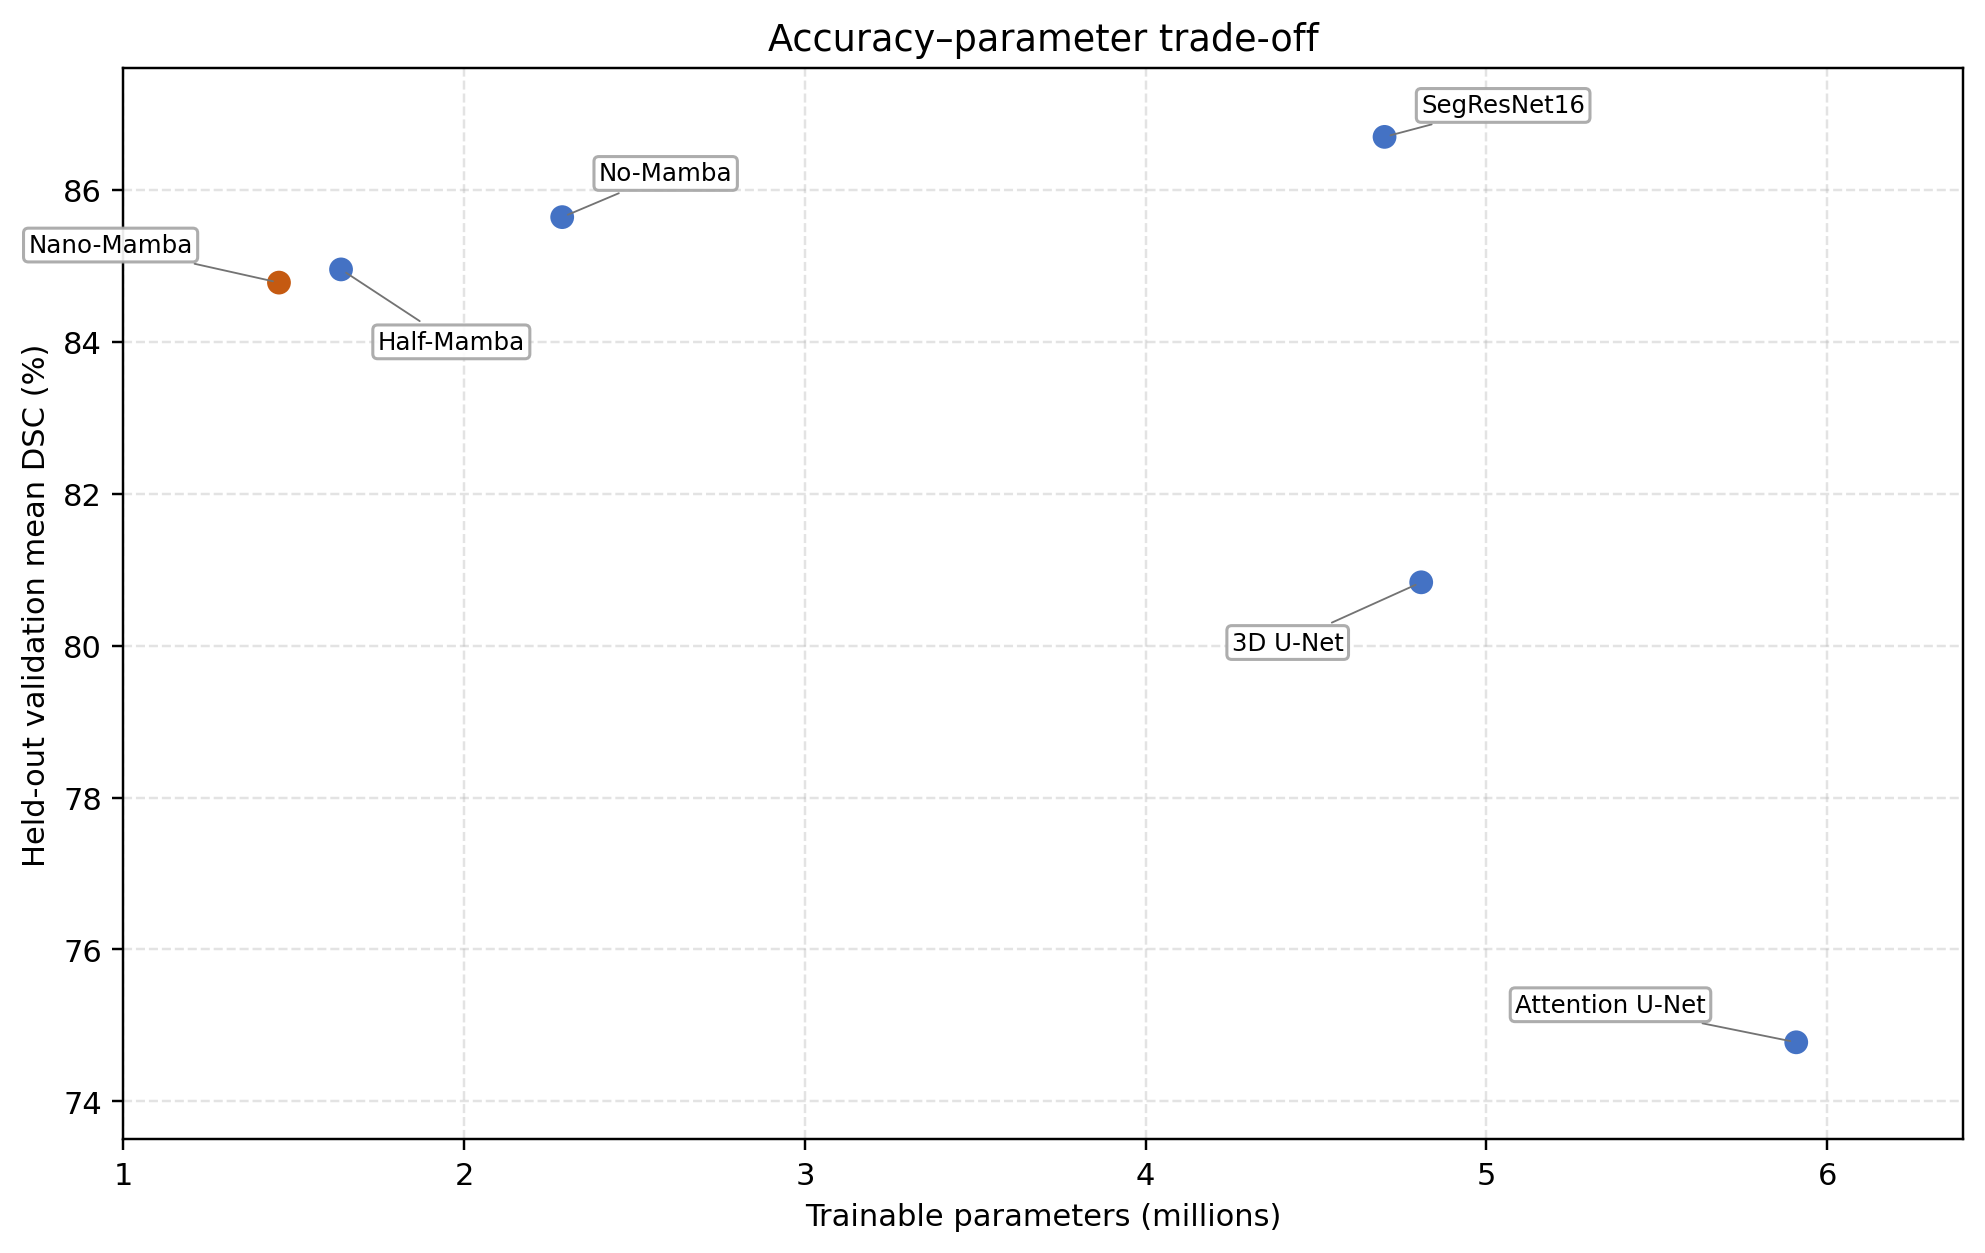 Accuracy–parameter trade-off
SegResNet16
No-Mamba
Nano-Mamba
Half-Mamba
3D U-Net
Attention U-Net
Held-out validation mean DSC (%)
86
84
82
80
78
76
74
1 2 3 4 5 6
Trainable parameters (millions)